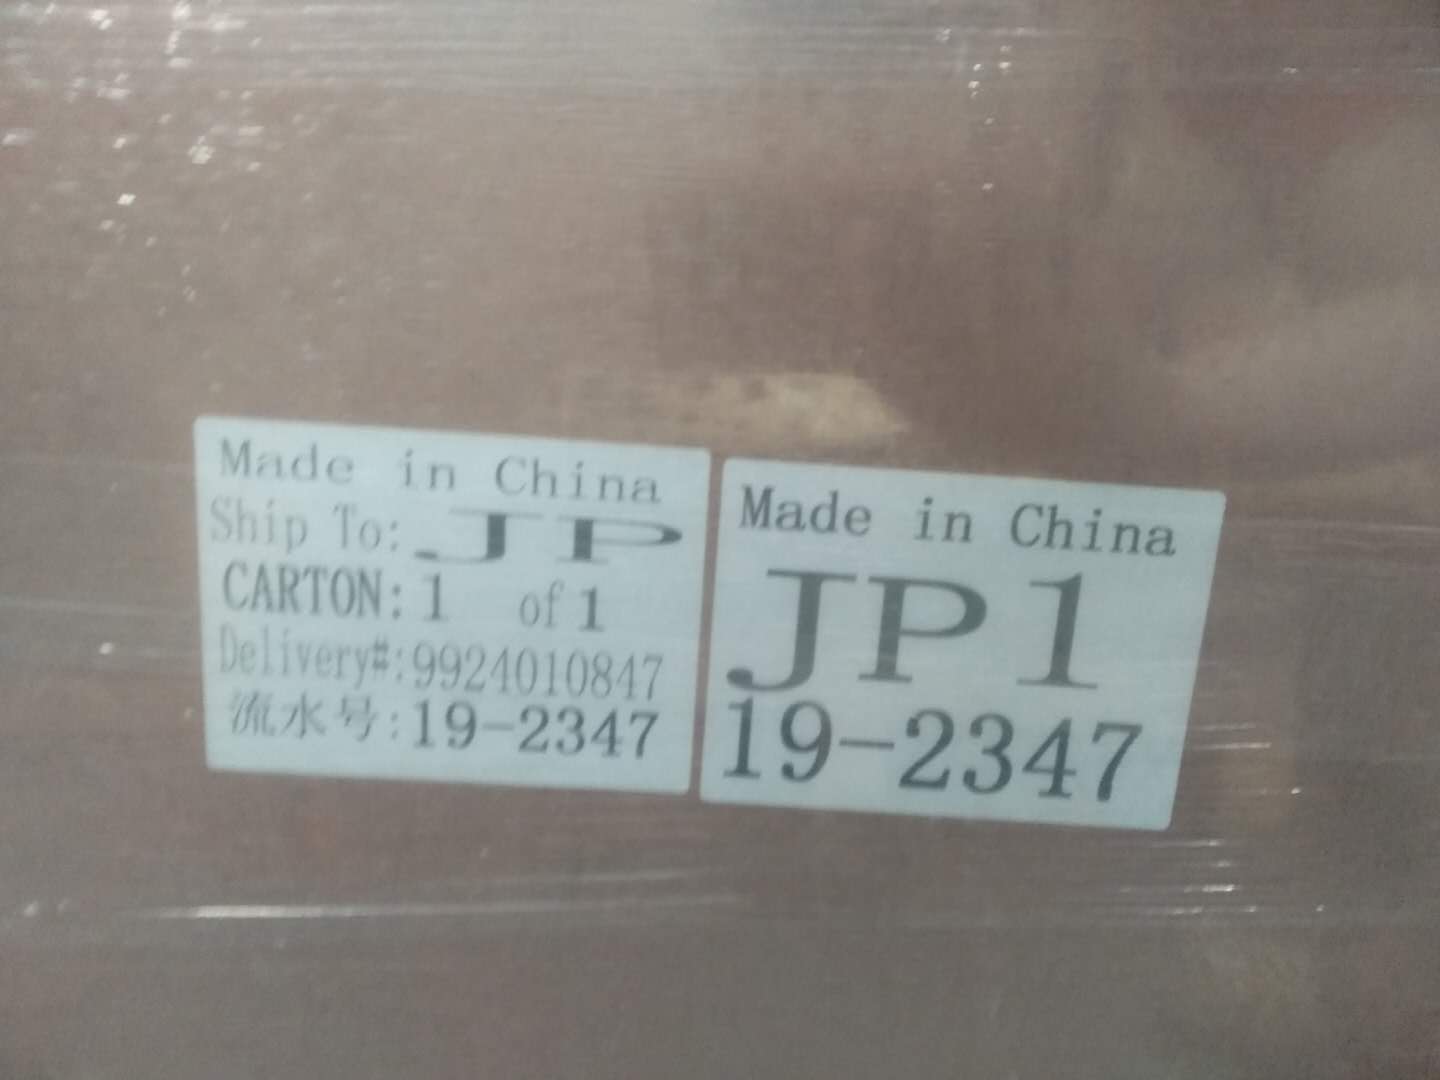 Made in China
Ship To: JP
CARTON: 1 of 1
Delivery#:9924010847
流水号:19-2347
Made in China
JP1
19-2347